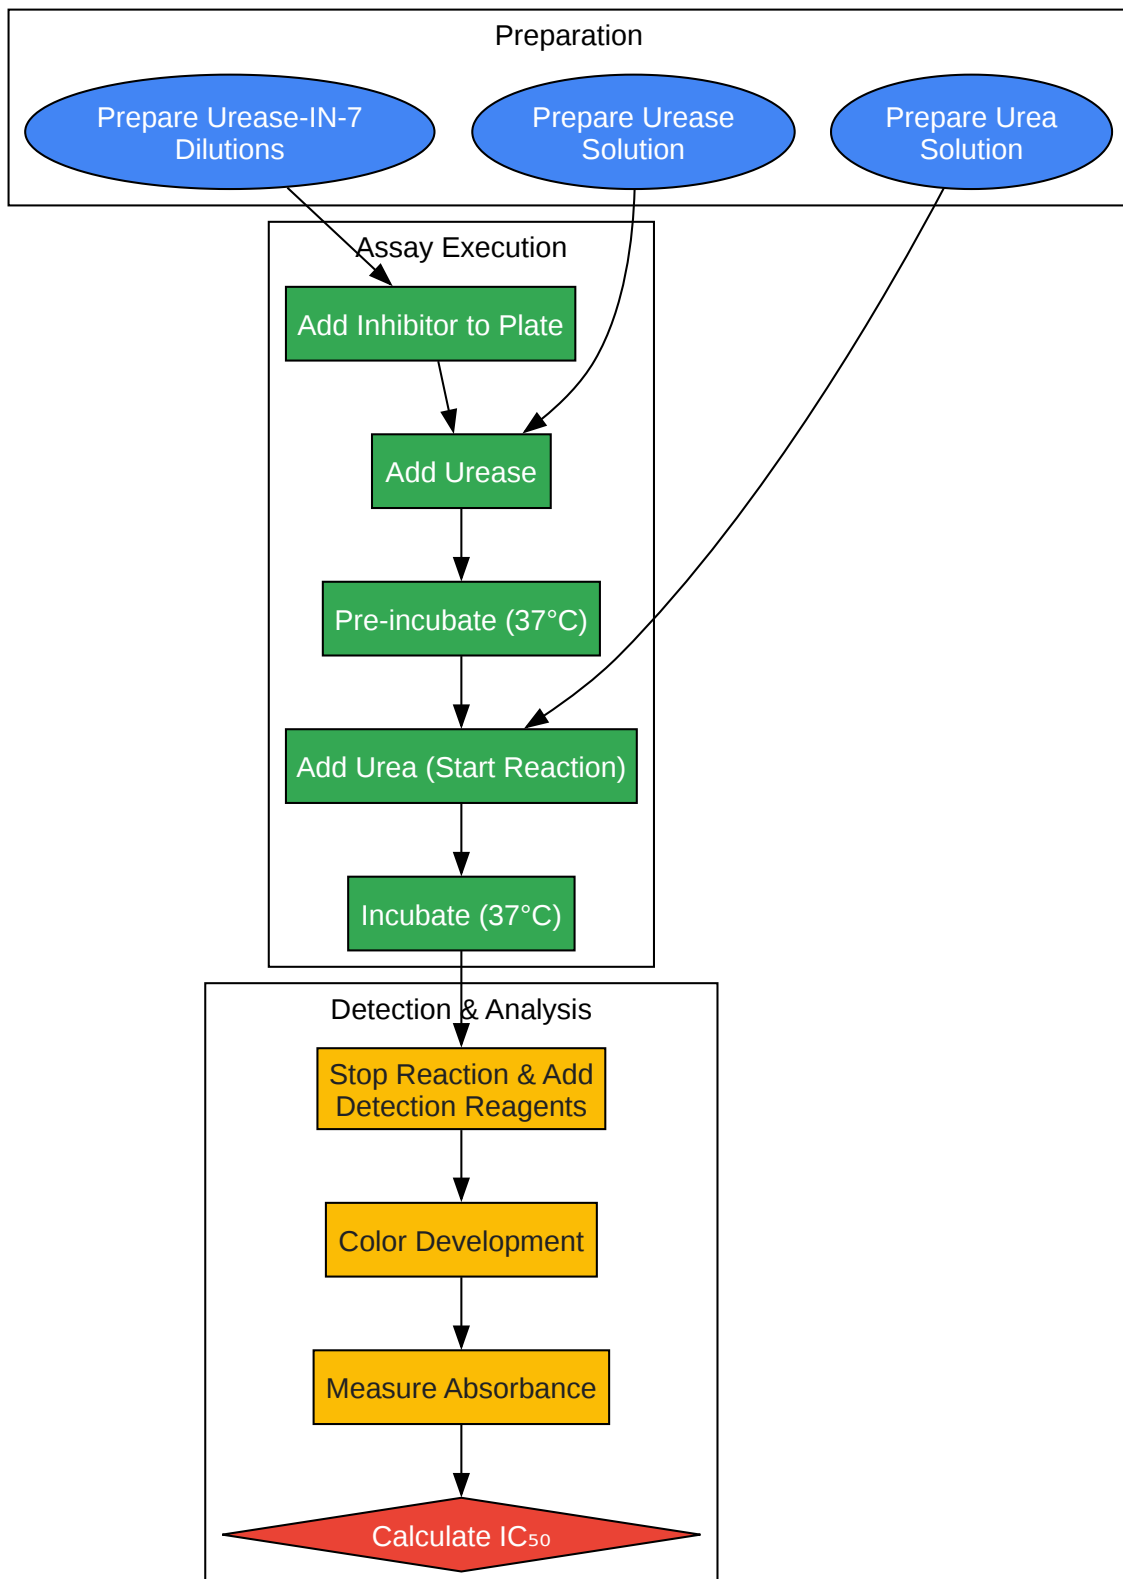 Preparation
Prepare Urease-IN-7
Dilutions
Prepare Urease
Solution
Prepare Urea
Solution
Assay Execution
Add Inhibitor to Plate
Add Urease
Pre-incubate (37°C)
Add Urea (Start Reaction)
Incubate (37°C)
Detection & Analysis
Stop Reaction & Add
Detection Reagents
Color Development
Measure Absorbance
Calculate IC₅₀